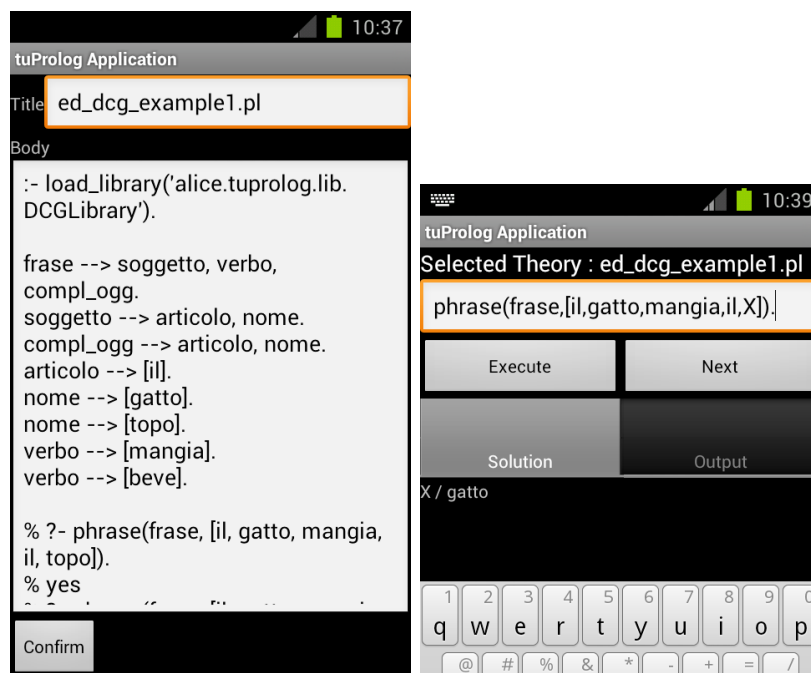 10:37
tuProlog Application
Title ed_dcg_example1.pl
Body
:- load_library('alice.tuprolog.lib.
DCGLibrary').
frase --> soggetto, verbo,
compl_ogg.
soggetto --> articolo, nome.
compl_ogg --> articolo, nome.
articolo --> [il].
nome --> [gatto].
nome --> [topo].
verbo --> [mangia].
verbo --> [beve].
% ?- phrase(frase, [il, gatto, mangia,
il, topo]).
% yes
Confirm
10:39
tuProlog Application
Selected Theory : ed_dcg_example1.pl
phrase(frase,[il,gatto,mangia,il,X]).
Execute Next
Solution Output
X / gatto
1 2 3 4 5 6 7 8 9 0
q w e r t y u i o p
@ # % & * - + = /